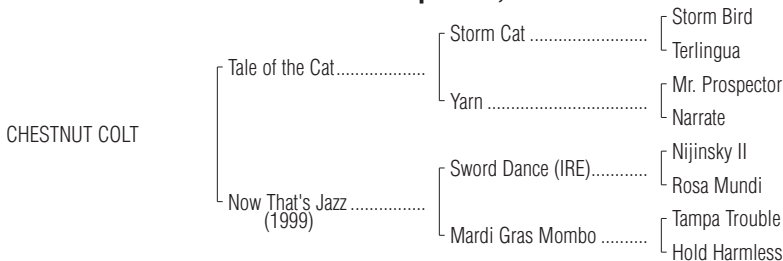 Storm Bird
Storm Cat ........................
Terlingua
Tale of the Cat...................
Mr. Prospector
Yarn .................................
Narrate
CHESTNUT COLT
Nijinsky II
Sword Dance (IRE)............
Rosa Mundi
Now That's Jazz ................
(1999)
Tampa Trouble
Mardi Gras Mombo ..........
Hold Harmless